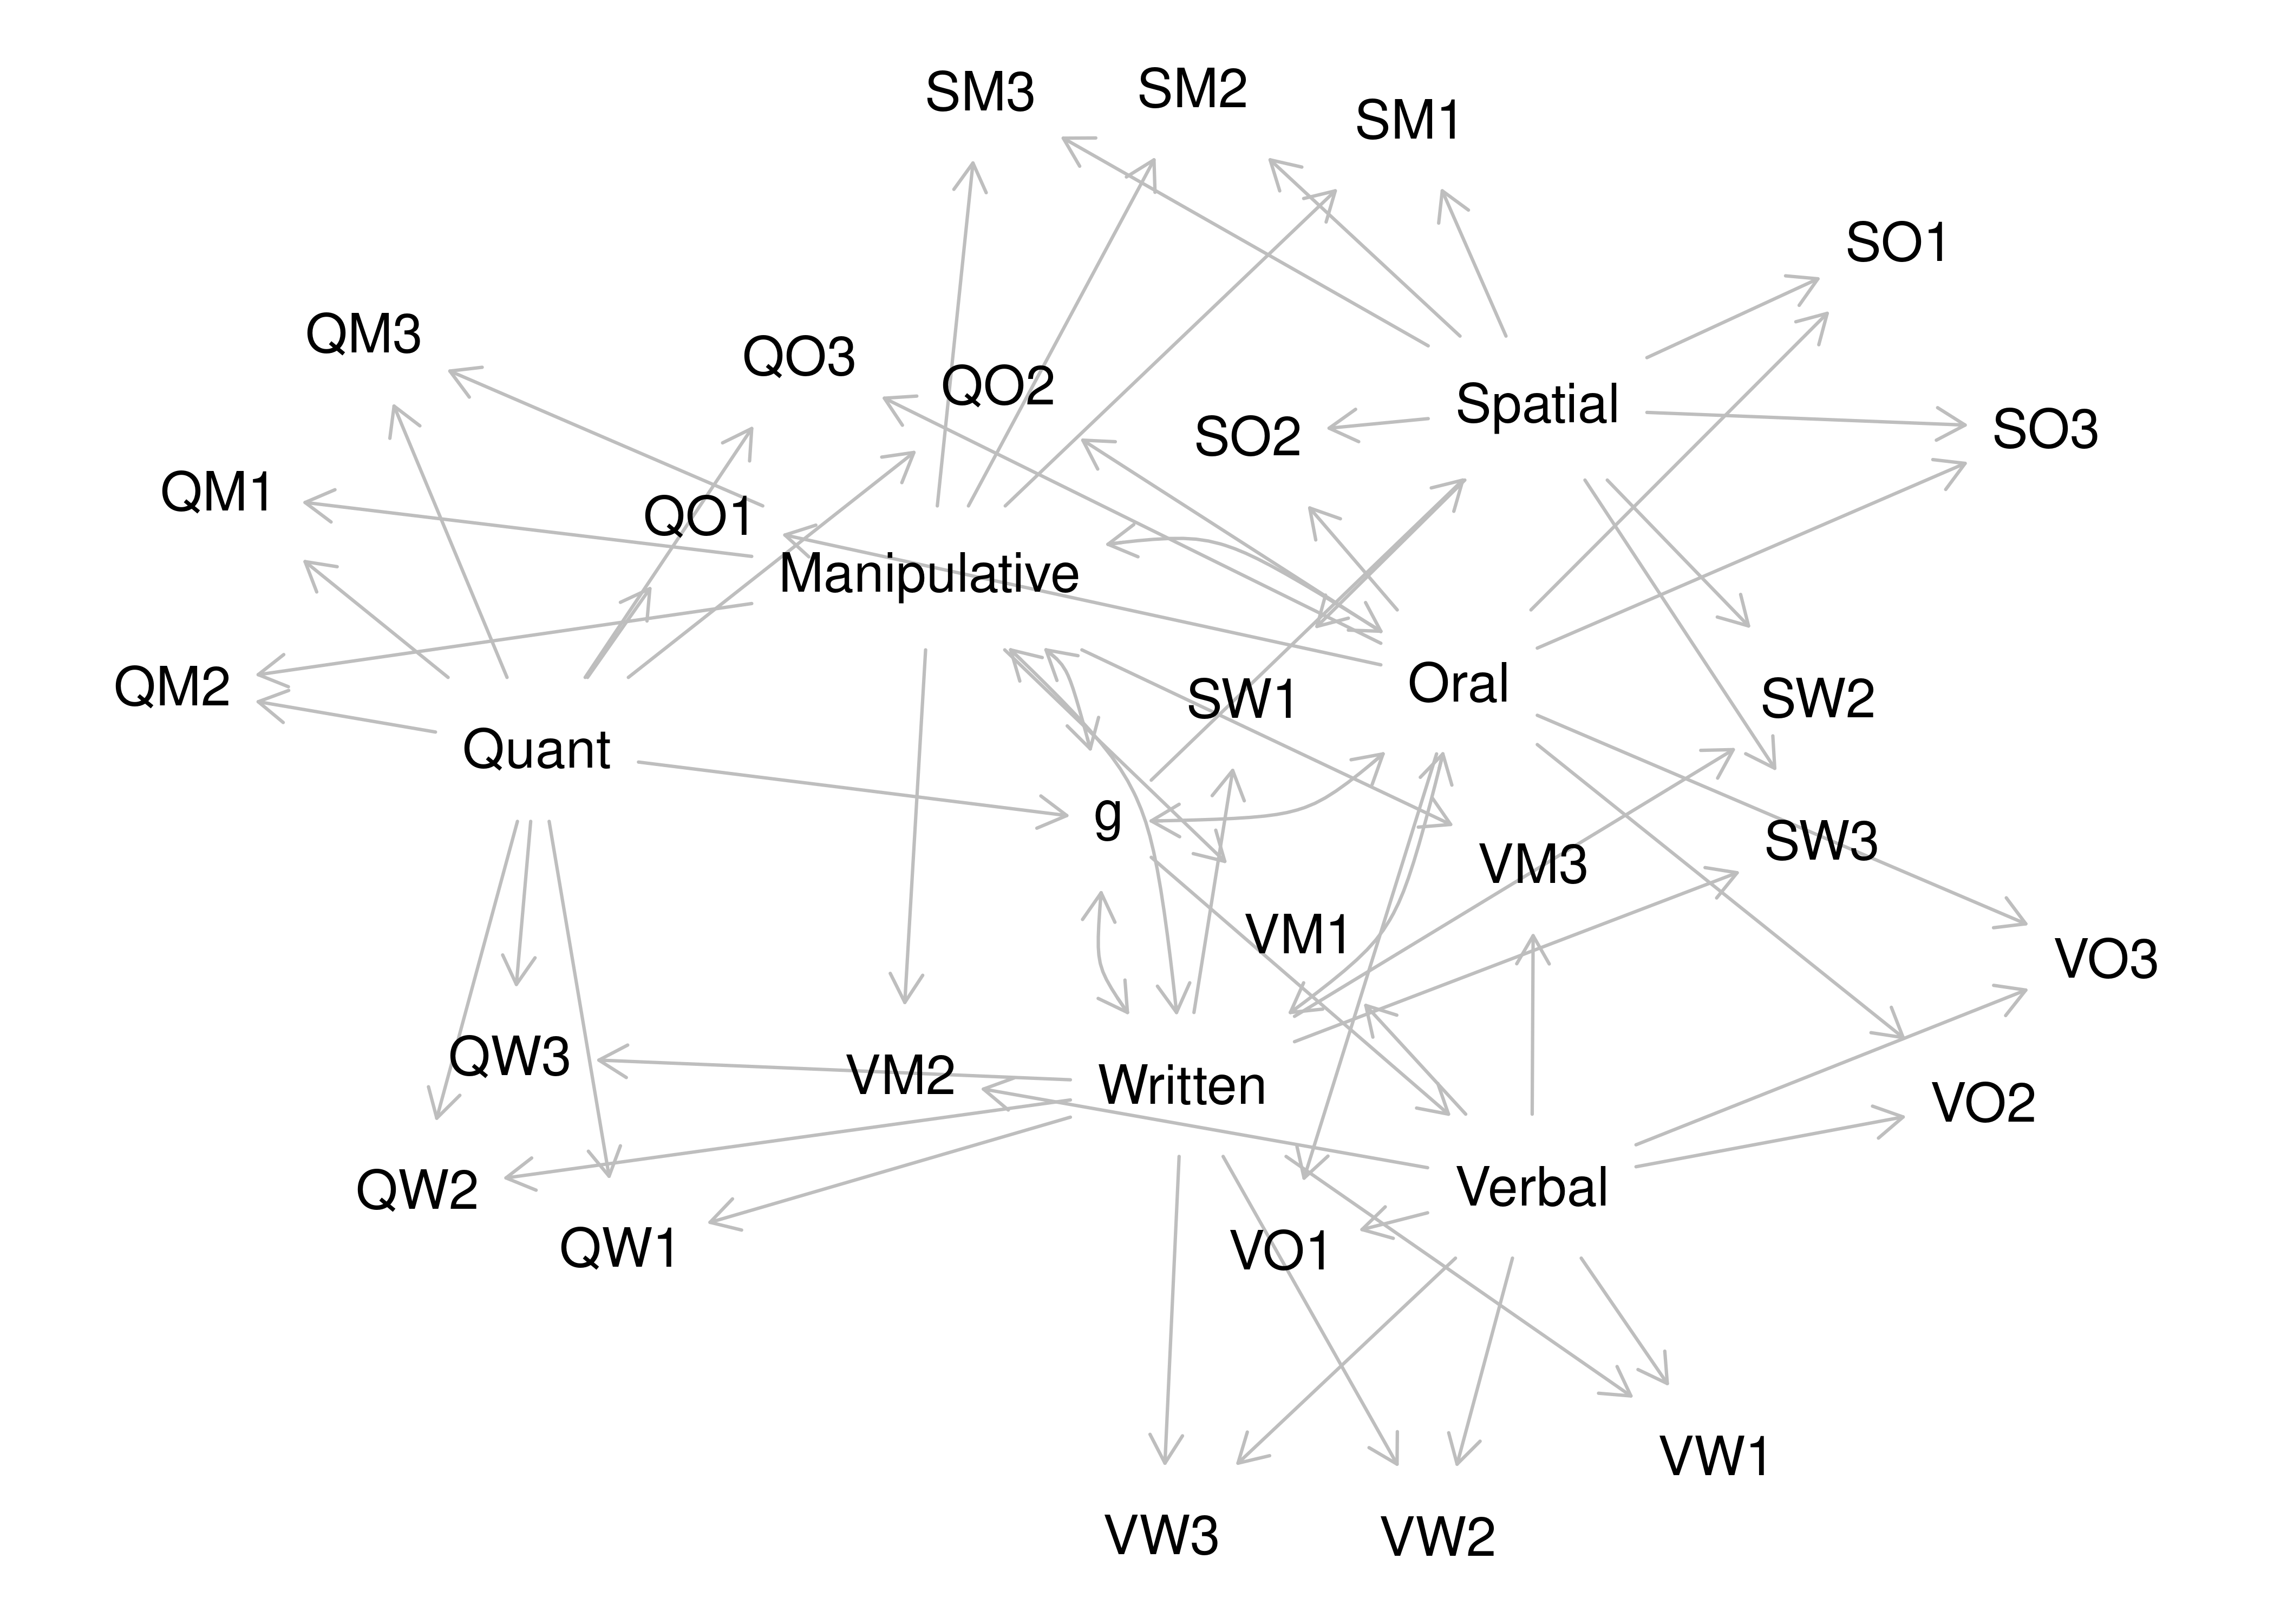 SM3
SM2
SM1
SO1
QM3
QO3
QO2
Spatial
SO2
SO3
QM1
QO1
Manipulative
QM2
Oral
SW1
SW2
Quant
g
SW3
VM3
VM1
VO3
QW3
VM2
Written
VO2
QW2
Verbal
QW1
VO1
VW1
VW3
VW2